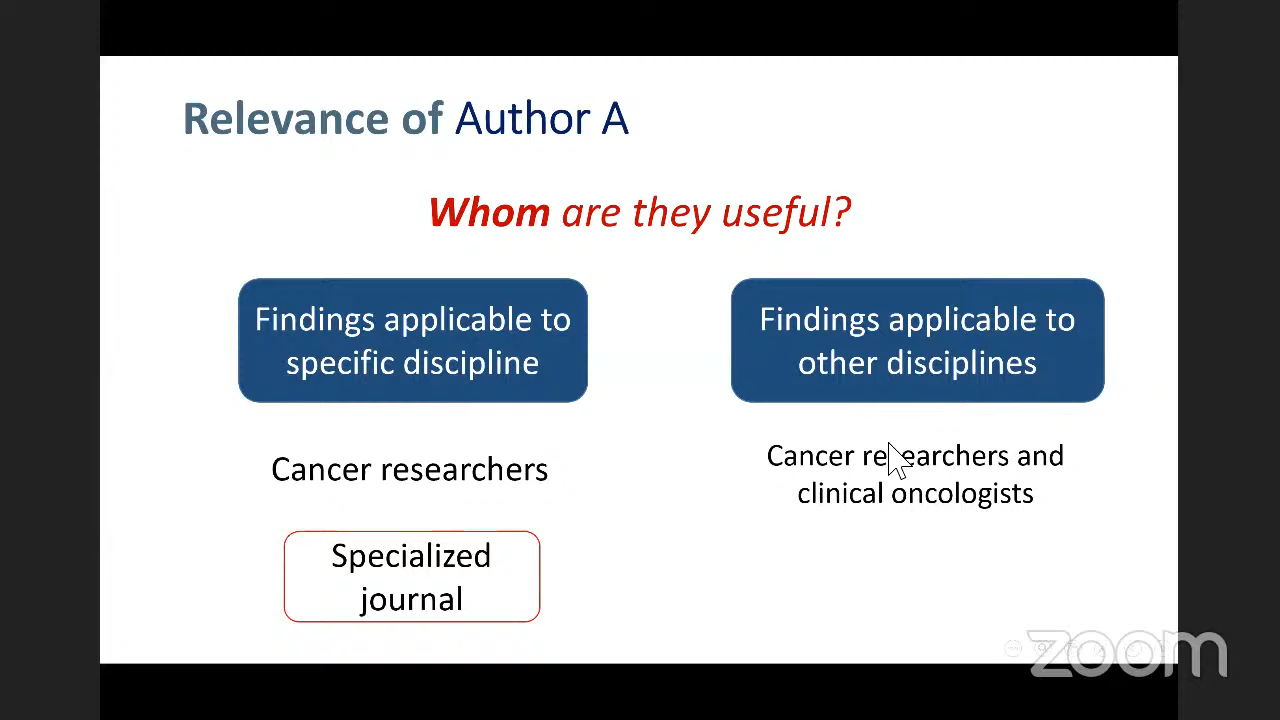 Relevance of Author A
Whom are they useful?
Findings applicable to
specific discipline
Findings applicable to
other disciplines
Cancer researchers
Cancer researchers and
clinical oncologists
Specialized
journal
zoom